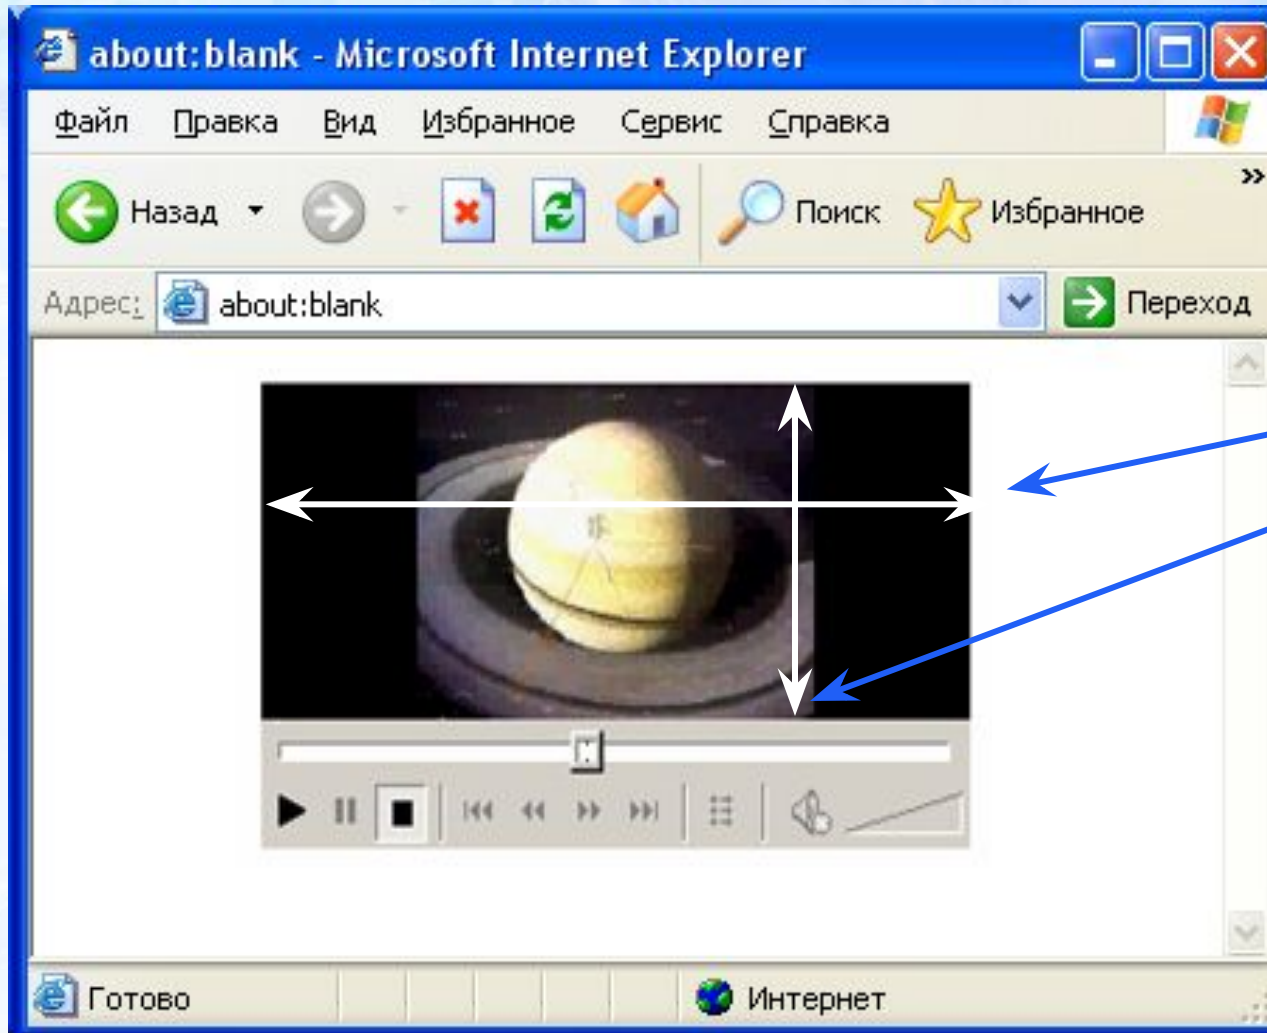 about:blank - Microsoft Internet Explorer
Файл Правка Вид Избранное Сервис Справка
Назад Поиск Избранное »
Адрес: about:blank Переход
Готово Интернет